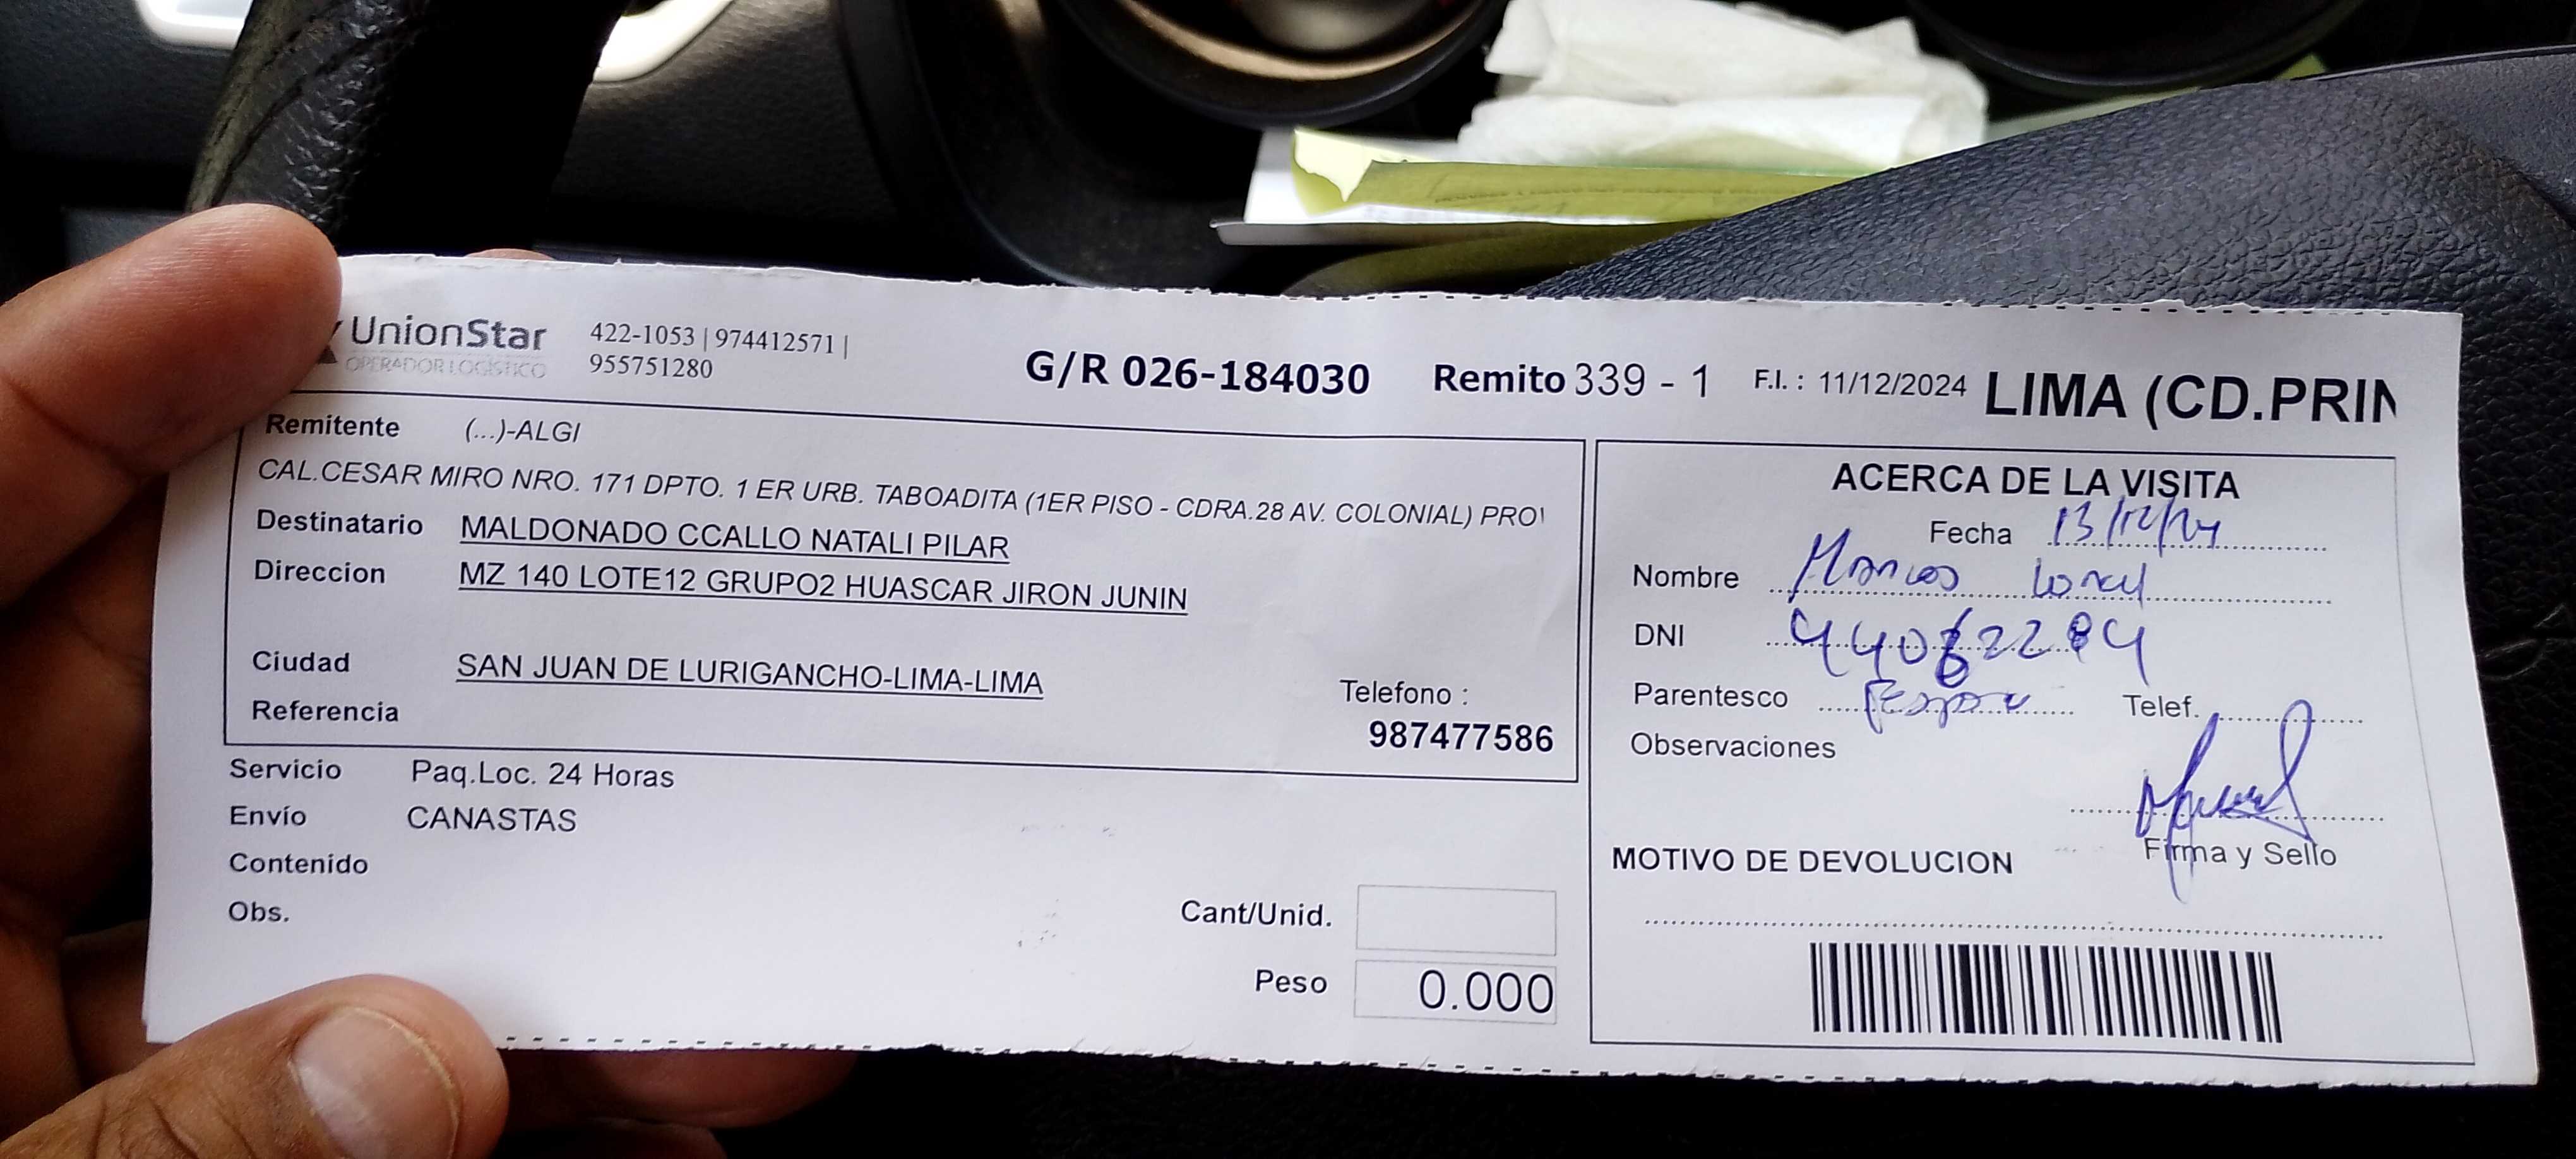 UnionStar
OPERADOR LOGÍSTICO
422-1053 | 974412571 |
955751280
G/R 026-184030 Remito 339 - 1 F.I. : 11/12/2024 LIMA (CD.PRIN
Remitente (...)-ALGI
CAL.CESAR MIRO NRO. 171 DPTO. 1 ER URB. TABOADITA (1ER PISO - CDRA.28 AV. COLONIAL) PRO
Destinatario MALDONADO CCALLO NATALI PILAR
Direccion MZ 140 LOTE12 GRUPO2 HUASCAR JIRON JUNIN
Ciudad SAN JUAN DE LURIGANCHO-LIMA-LIMA
Referencia
Telefono :
987477586
Servicio Paq.Loc. 24 Horas
Envío CANASTAS
Contenido
Obs.
Cant/Unid.
Peso 0.000
ACERCA DE LA VISITA
Fecha 13/12/24
Nombre Marcos
DNI
Parentesco Telef.
Observaciones
Firma y Sello
MOTIVO DE DEVOLUCION